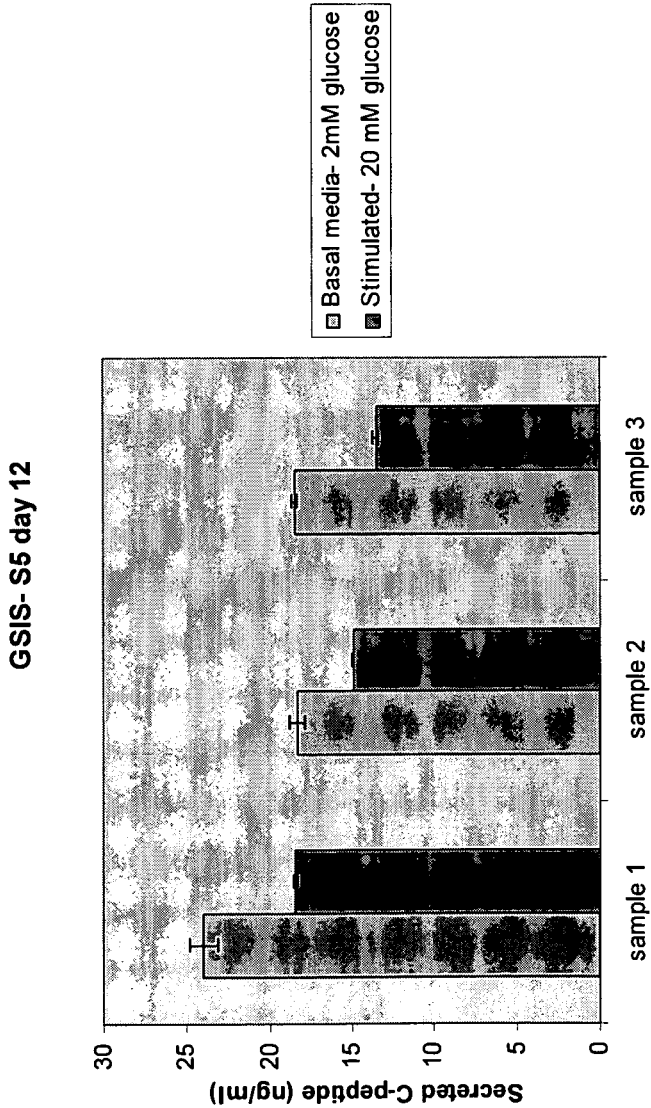 GSIS- S5 day 12
Secreted C-peptide (ng/ml)
30
25
20
15
10
5
0
sample 1
sample 2
sample 3
Basal media- 2mM glucose
Stimulated- 20 mM glucose